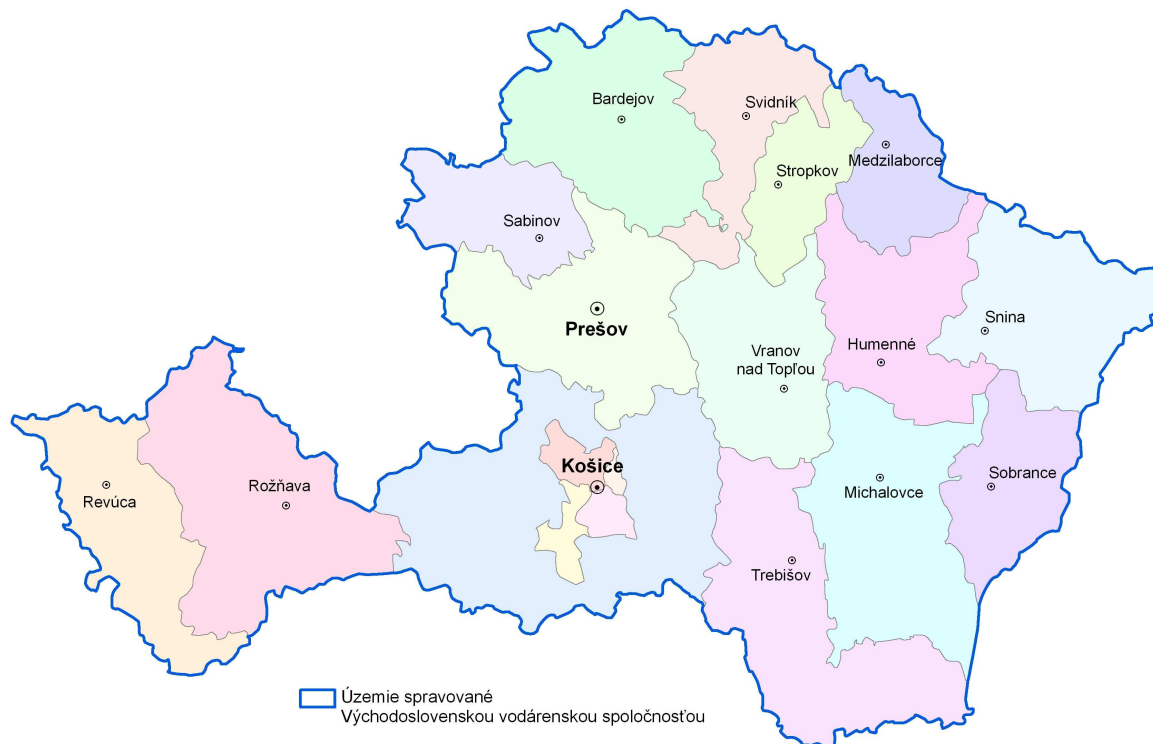 Bardejov
Svidník
Medzilaborce
Stropkov
Sabinov
Prešov
Snina
Humenné
Vranov
nad Topľou
Košice
Michalovce
Sobrance
Rožňava
Revúca
Trebišov
Územie spravované
Východoslovenskou vodárenskou spoločnosťou